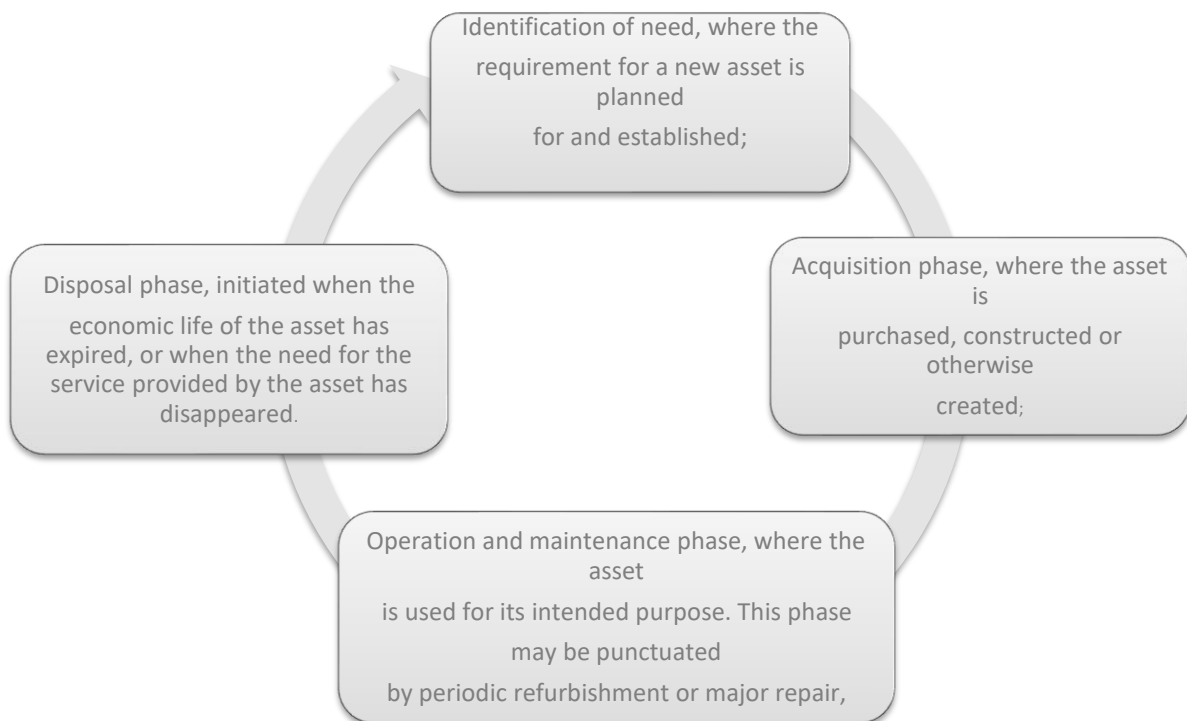 Identification of need, where the
requirement for a new asset is
planned
for and established;
Acquisition phase, where the asset
is
purchased, constructed or
otherwise
created;
Operation and maintenance phase, where the
asset
is used for its intended purpose. This phase
may be punctuated
by periodic refurbishment or major repair,
Disposal phase, initiated when the
economic life of the asset has
expired, or when the need for the
service provided by the asset has
disappeared.